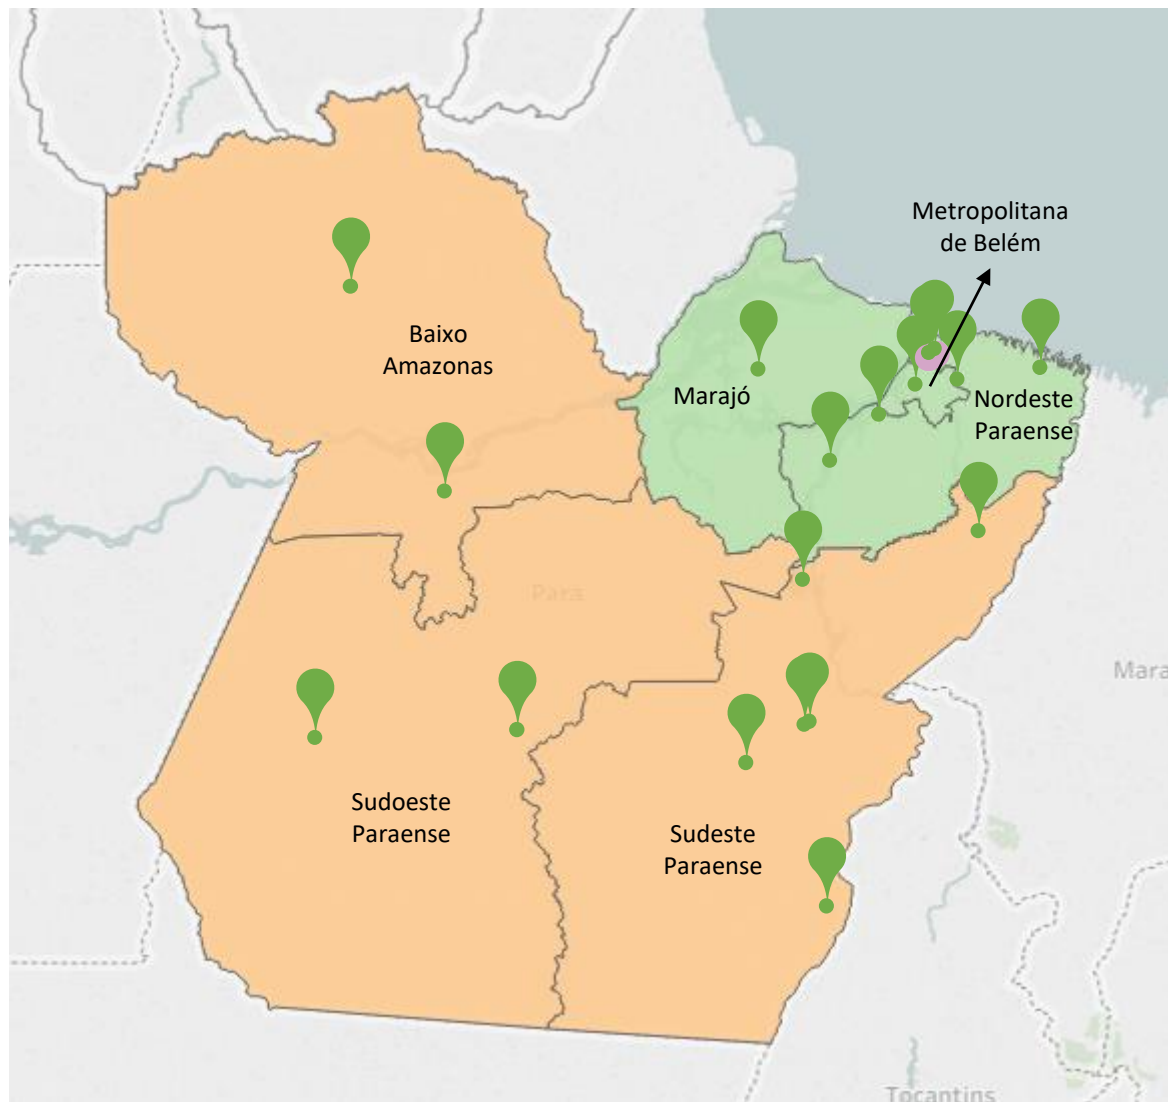 Metropolitana
de Belém
Baixo
Amazonas
Marajó
Nordeste
Paraense
Pará
Mara
Sudoeste
Paraense
Sudeste
Paraense
Tocantins